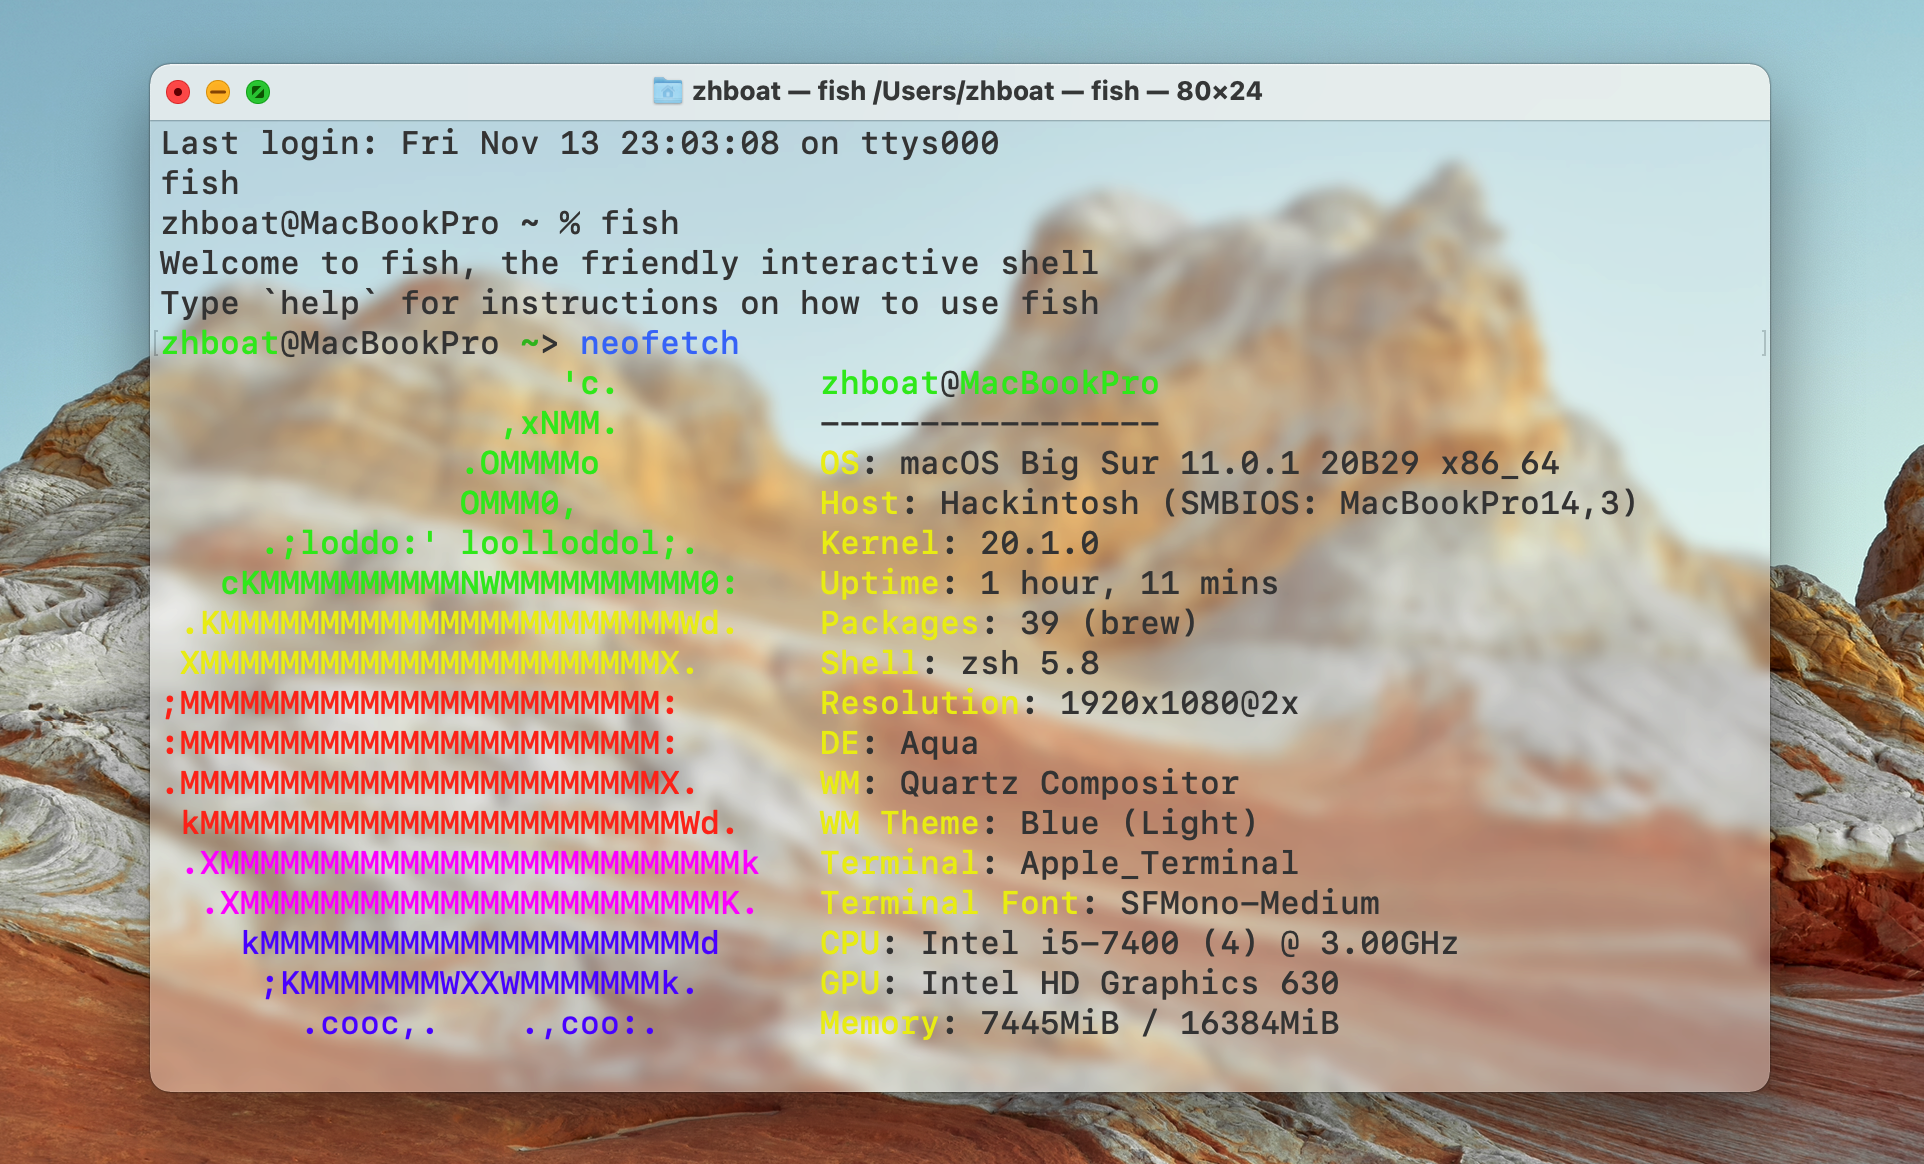 zhboat — fish /Users/zhboat — fish — 80×24
Last login: Fri Nov 13 23:03:08 on ttys000
fish
zhboat@MacBookPro ~ % fish
Welcome to fish, the friendly interactive shell
Type `help` for instructions on how to use fish
[zhboat@MacBookPro ~> neofetch ]
'c. zhboat@MacBookPro
,xNMM. -----------------
.OMMMMo OS: macOS Big Sur 11.0.1 20B29 x86_64
OMMM0, Host: Hackintosh (SMBIOS: MacBookPro14,3)
.;loddo:' loolloddol;. Kernel: 20.1.0
cKMMMMMMMMMMNWMMMMMMMMMM0: Uptime: 1 hour, 11 mins
.KMMMMMMMMMMMMMMMMMMMMMMMWd. Packages: 39 (brew)
XMMMMMMMMMMMMMMMMMMMMMMMX. Shell: zsh 5.8
;MMMMMMMMMMMMMMMMMMMMMMMM: Resolution: 1920x1080@2x
:MMMMMMMMMMMMMMMMMMMMMMMM: DE: Aqua
.MMMMMMMMMMMMMMMMMMMMMMMMX. WM: Quartz Compositor
kMMMMMMMMMMMMMMMMMMMMMMMMWd. WM Theme: Blue (Light)
.XMMMMMMMMMMMMMMMMMMMMMMMMMMk Terminal: Apple_Terminal
.XMMMMMMMMMMMMMMMMMMMMMMMMK. Terminal Font: SFMono-Medium
kMMMMMMMMMMMMMMMMMMMMMMd CPU: Intel i5-7400 (4) @ 3.00GHz
;KMMMMMMMWXXWMMMMMMMk. GPU: Intel HD Graphics 630
.cooc,. .,coo:. Memory: 7445MiB / 16384MiB